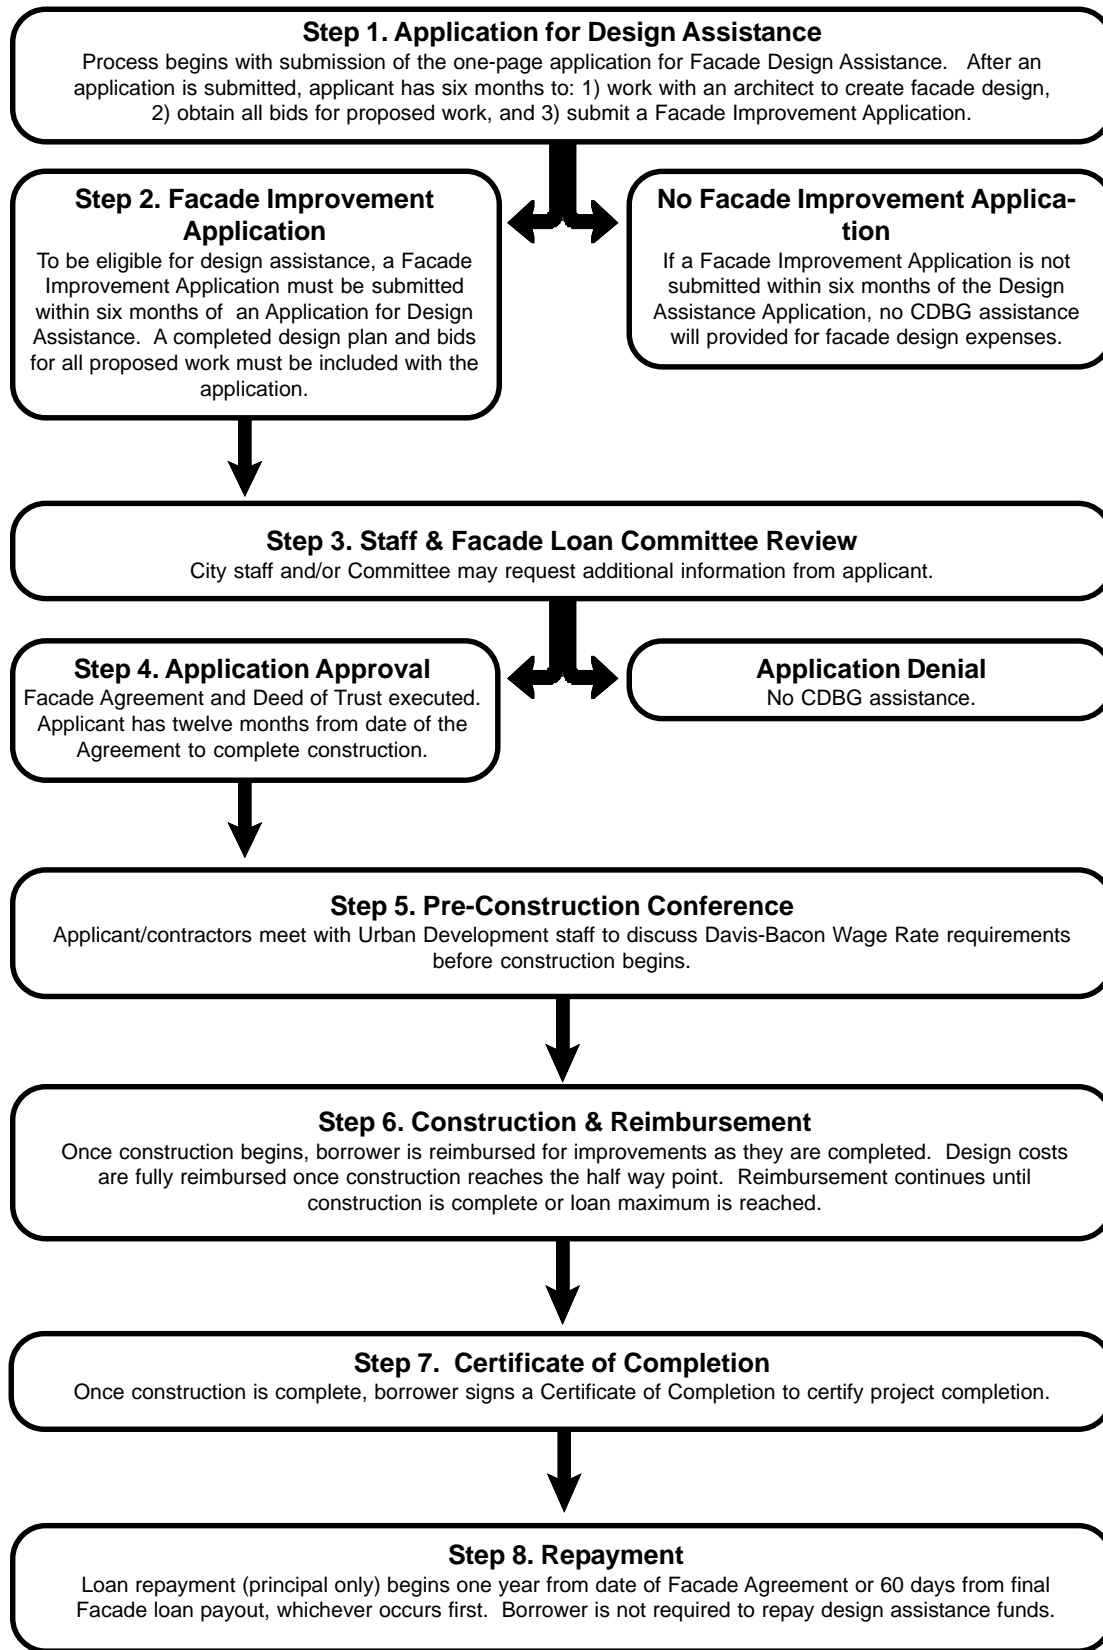 Step 1. Application for Design Assistance
Process begins with submission of the one-page application for Facade Design Assistance.   After an
application is submitted, applicant has six months to: 1) work with an architect to create facade design,
2) obtain all bids for proposed work, and 3) submit a Facade Improvement Application.
Step 2. Facade Improvement
Application
To be eligible for design assistance, a Facade
Improvement Application must be submitted
within six months of  an Application for Design
Assistance.  A completed design plan and bids
for all proposed work must be included with the
application.
No Facade Improvement Applica-
tion
If a Facade Improvement Application is not
submitted within six months of the Design
Assistance Application, no CDBG assistance
will provided for facade design expenses.
Step 3. Staff & Facade Loan Committee Review
City staff and/or Committee may request additional information from applicant.
Step 4. Application Approval
Facade Agreement and Deed of Trust executed.
Applicant has twelve months from date of the
Agreement to complete construction.
Application Denial
No CDBG assistance.
Step 5. Pre-Construction Conference
Applicant/contractors meet with Urban Development staff to discuss Davis-Bacon Wage Rate requirements
before construction begins.
Step 6. Construction & Reimbursement
Once construction begins, borrower is reimbursed for improvements as they are completed.  Design costs
are fully reimbursed once construction reaches the half way point.  Reimbursement continues until
construction is complete or loan maximum is reached.
Step 7.  Certificate of Completion
Once construction is complete, borrower signs a Certificate of Completion to certify project completion.
Step 8. Repayment
Loan repayment (principal only) begins one year from date of Facade Agreement or 60 days from final
Facade loan payout, whichever occurs first.  Borrower is not required to repay design assistance funds.